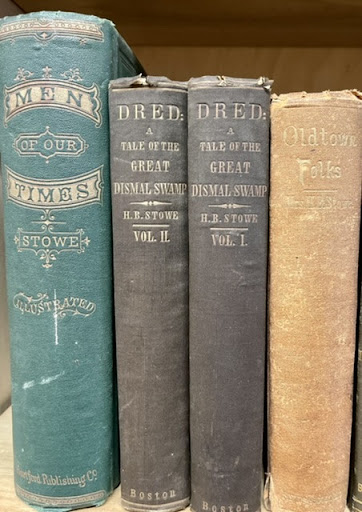 MEN
OF OUR
TIMES
STOWE
ILLUSTRATED
Hartford Publishing Co
DRED:
A
TALE OF THE
GREAT
DISMAL SWAMP
H.B. STOWE
VOL. II.
BOSTON
DRED:
A
TALE OF THE
GREAT
DISMAL SWAMP
H.B. STOWE
VOL. I.
BOSTON
Oldtown
Folks